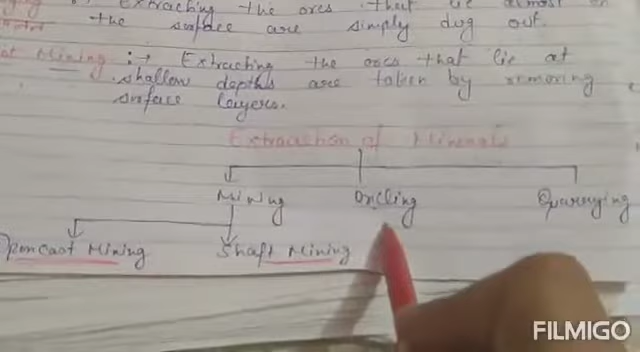 Extracting the ores that lie almost on
the surface are simply dug out.
Mining :→ Extracting the ores that lie at
shallow depths are taken by removing
surface layers.
Extraction of Minerals
Mining Oricling Quarrying
Opencast Mining Shaft Mining
FILMIGO